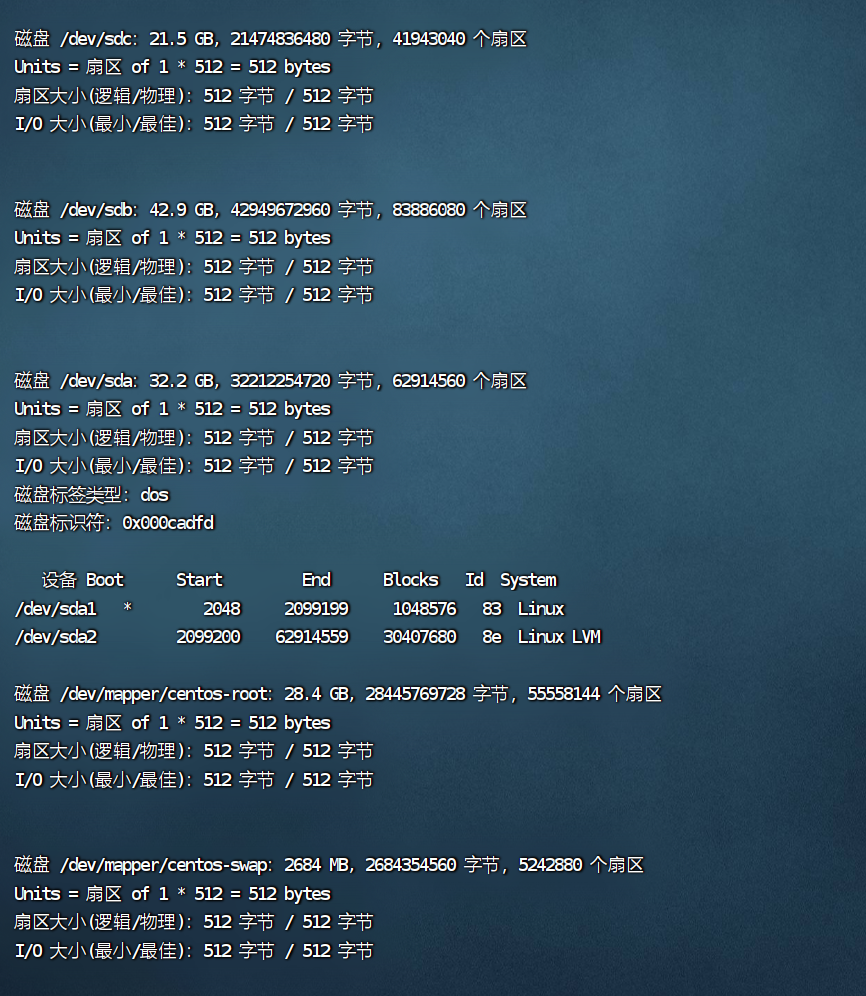 磁盘 /dev/sdc：21.5 GB, 21474836480 字节，41943040 个扇区
Units = 扇区 of 1 * 512 = 512 bytes
扇区大小(逻辑/物理)：512 字节 / 512 字节
I/O 大小(最小/最佳)：512 字节 / 512 字节
磁盘 /dev/sdb：42.9 GB, 42949672960 字节，83886080 个扇区
Units = 扇区 of 1 * 512 = 512 bytes
扇区大小(逻辑/物理)：512 字节 / 512 字节
I/O 大小(最小/最佳)：512 字节 / 512 字节
磁盘 /dev/sda：32.2 GB, 32212254720 字节，62914560 个扇区
Units = 扇区 of 1 * 512 = 512 bytes
扇区大小(逻辑/物理)：512 字节 / 512 字节
I/O 大小(最小/最佳)：512 字节 / 512 字节
磁盘标签类型：dos
磁盘标识符：0x000cadfd
设备 Boot Start End Blocks Id System
/dev/sda1 * 2048 2099199 1048576 83 Linux
/dev/sda2 2099200 62914559 30407680 8e Linux LVM
磁盘 /dev/mapper/centos-root：28.4 GB, 28445769728 字节，55558144 个扇区
Units = 扇区 of 1 * 512 = 512 bytes
扇区大小(逻辑/物理)：512 字节 / 512 字节
I/O 大小(最小/最佳)：512 字节 / 512 字节
磁盘 /dev/mapper/centos-swap：2684 MB, 2684354560 字节，5242880 个扇区
Units = 扇区 of 1 * 512 = 512 bytes
扇区大小(逻辑/物理)：512 字节 / 512 字节
I/O 大小(最小/最佳)：512 字节 / 512 字节